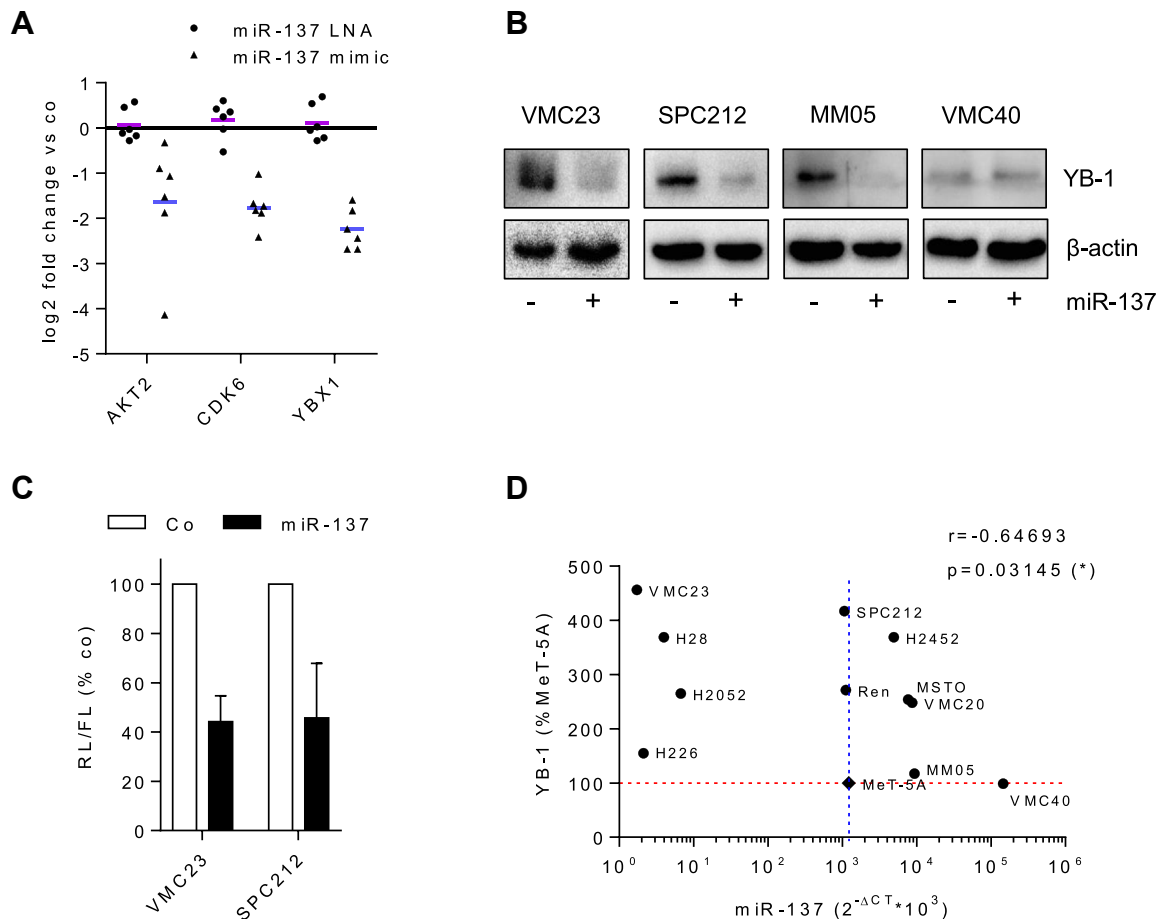 A
miR-137 LNA
miR-137 mimic
log2 fold change vs co
1
0
-1
-2
-3
-4
-5
AKT2
CDK6
YBX1
B
VMC23 SPC212 MM05 VMC40
YB-1
β-actin
- + - + - + - + miR-137
C
Co miR-137
RL/FL (% co)
100
80
60
40
20
0
VMC23
SPC212
D
r=-0.64693
p=0.03145 (*)
YB-1 (%MeT-5A)
500
400
300
200
100
0
VMC23
SPC212
H28
H2452
H2052
Ren
MSTO
VMC20
H226
MM05
MeT-5A
VMC40
10^0 10^1 10^2 10^3 10^4 10^5 10^6
miR-137 (2^-ΔCT*10^3)